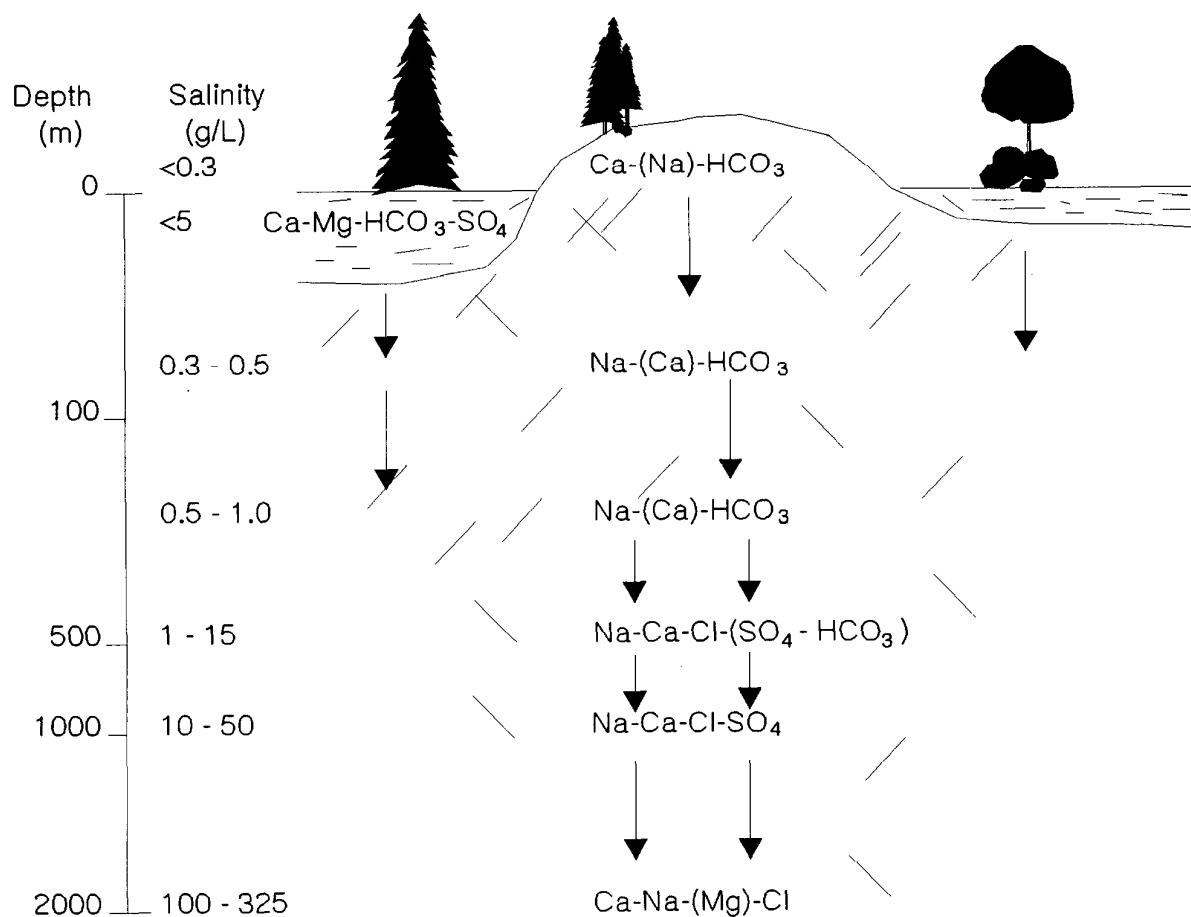 Depth Salinity
(m) (g/L)
<0.3 Ca-(Na)-HCO₃
0
<5 Ca-Mg-HCO₃-SO₄
0.3 - 0.5 Na-(Ca)-HCO₃
100
0.5 - 1.0 Na-(Ca)-HCO₃
500 1 - 15 Na-Ca-Cl-(SO₄ - HCO₃)
1000 10 - 50 Na-Ca-Cl-SO₄
2000 100 - 325 Ca-Na-(Mg)-Cl